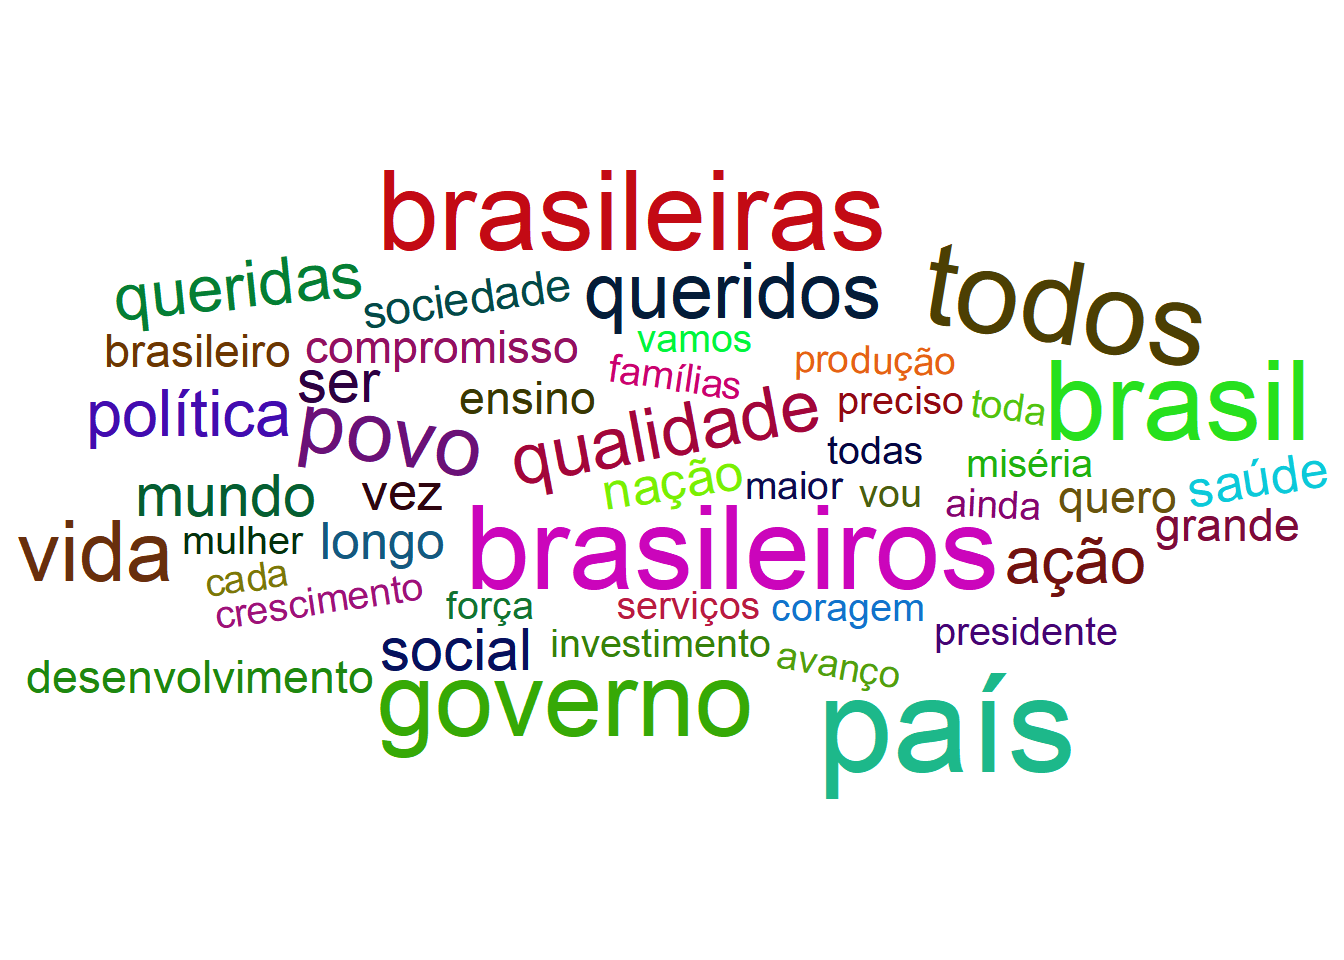 brasileiras
todos
queridas
sociedade
queridos
brasileiro
compromisso
vamos
produção
famílias
brasil
ser
política
povo
ensino
qualidade
preciso
toda
todas
miséria
saúde
mundo
vez
nação
maior
vou
ainda
quero
grande
vida
mulher
longo
brasileiros
ação
cada
crescimento
força
serviços
coragem
presidente
social
investimento
avanço
desenvolvimento
governo
país